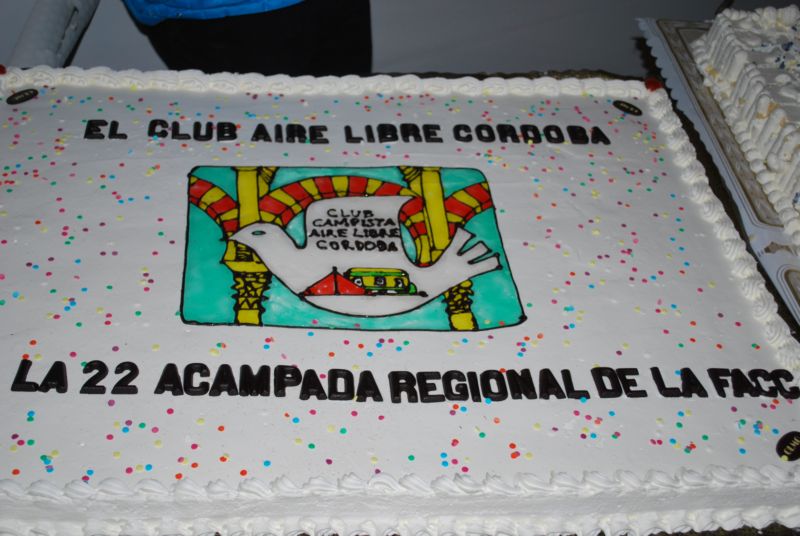 EL CLUB AIRE LIBRE CORDOBA
CLUB
CAMPISTA
AIRE LIBRE
CORDOBA
LA 22 ACAMPADA REGIONAL DE LA FACC